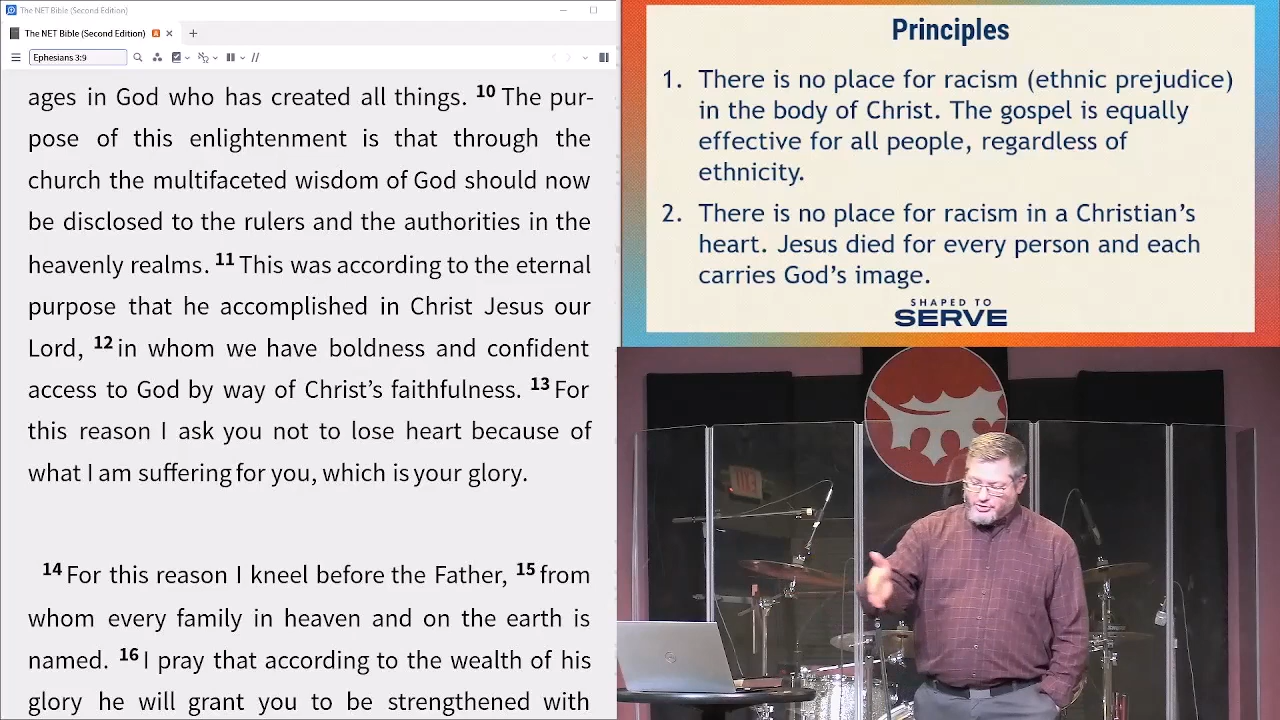 The NET Bible (Second Edition)
The NET Bible (Second Edition)
A
Ephesians 3:9
ages in God who has created all things. 10 The pur-
pose of this enlightenment is that through the
church the multifaceted wisdom of God should now
be disclosed to the rulers and the authorities in the
heavenly realms. 11 This was according to the eternal
purpose that he accomplished in Christ Jesus our
Lord, 12 in whom we have boldness and confident
access to God by way of Christ's faithfulness. 13 For
this reason I ask you not to lose heart because of
what I am suffering for you, which is your glory.
14 For this reason I kneel before the Father, 15 from
whom every family in heaven and on the earth is
named. 16 I pray that according to the wealth of his
glory he will grant you to be strengthened with
Principles
1. There is no place for racism (ethnic prejudice)
in the body of Christ. The gospel is equally
effective for all people, regardless of
ethnicity.
2. There is no place for racism in a Christian's
heart. Jesus died for every person and each
carries God's image.
SHAPED TO
SERVE